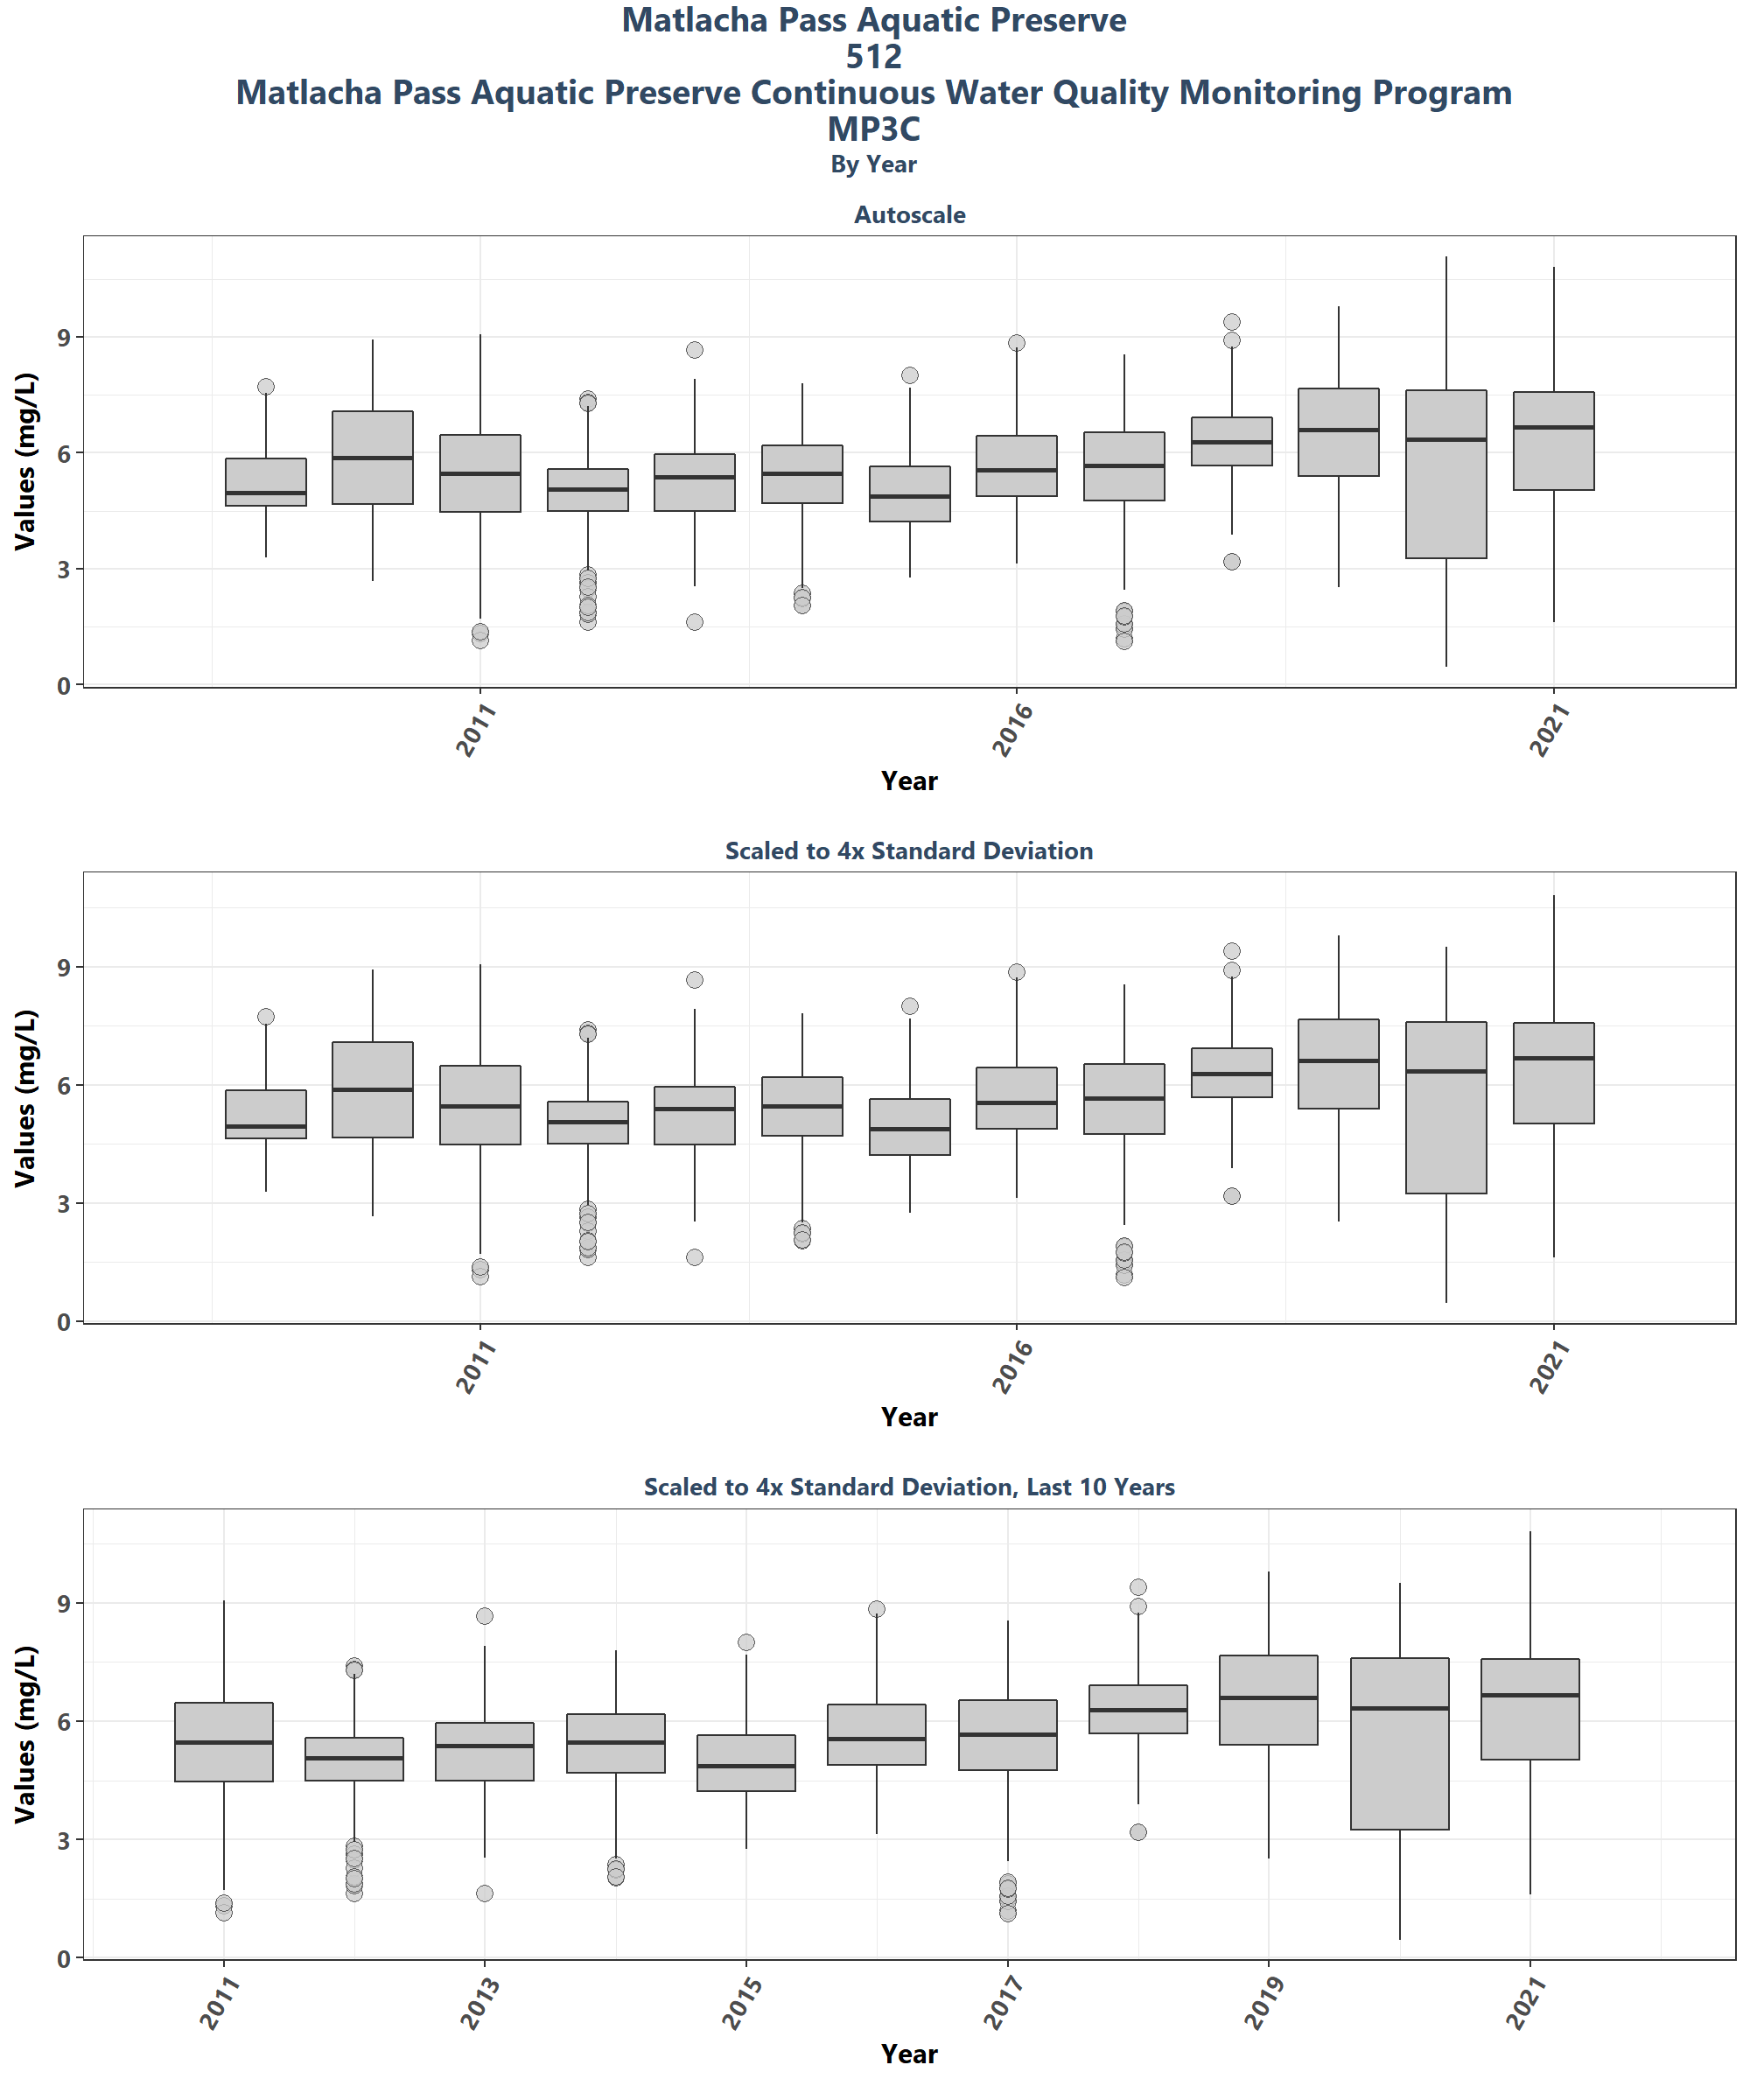 Matlacha Pass Aquatic Preserve
512
Matlacha Pass Aquatic Preserve Continuous Water Quality Monitoring Program
MP3C
By Year
Autoscale
Values (mg/L)
9
6
3
0
2011 2016 2021
Year
Scaled to 4x Standard Deviation
Values (mg/L)
9
6
3
0
2011 2016 2021
Year
Scaled to 4x Standard Deviation, Last 10 Years
Values (mg/L)
9
6
3
0
2011 2013 2015 2017 2019 2021
Year